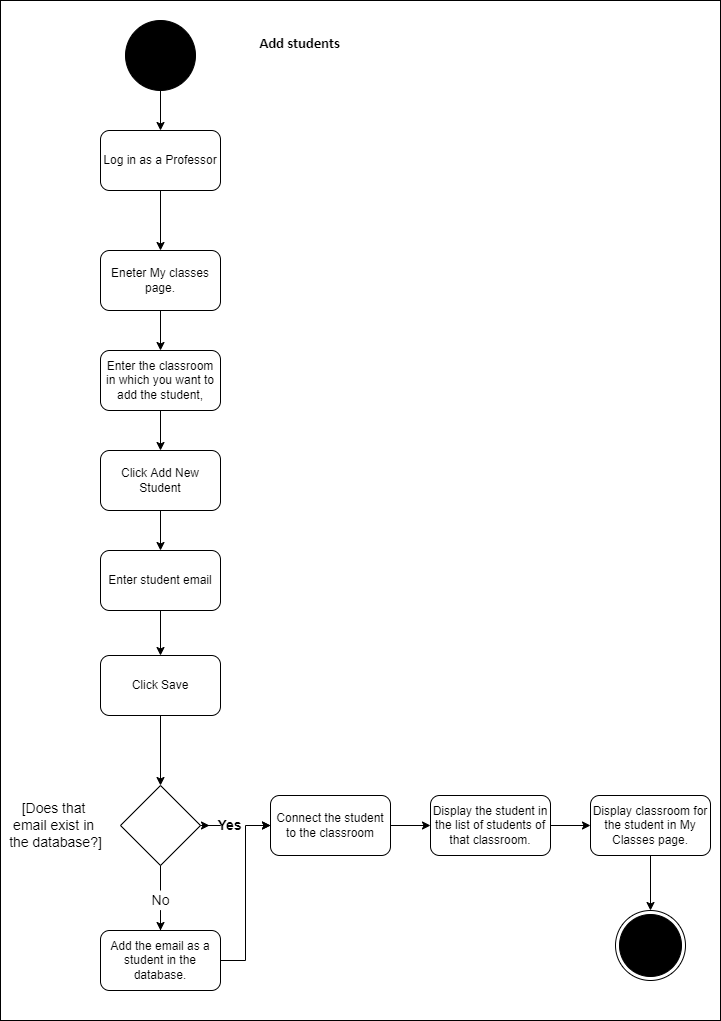 Add students
Log in as a Professor
Eneter My classes
page.
Enter the classroom
in which you want to
add the student,
Click Add New
Student
Enter student email
Click Save
[Does that
email exist in
the database?]
Yes
Connect the student
to the classroom
Display the student in
the list of students of
that classroom.
Display classroom for
the student in My
Classes page.
No
Add the email as a
student in the
database.